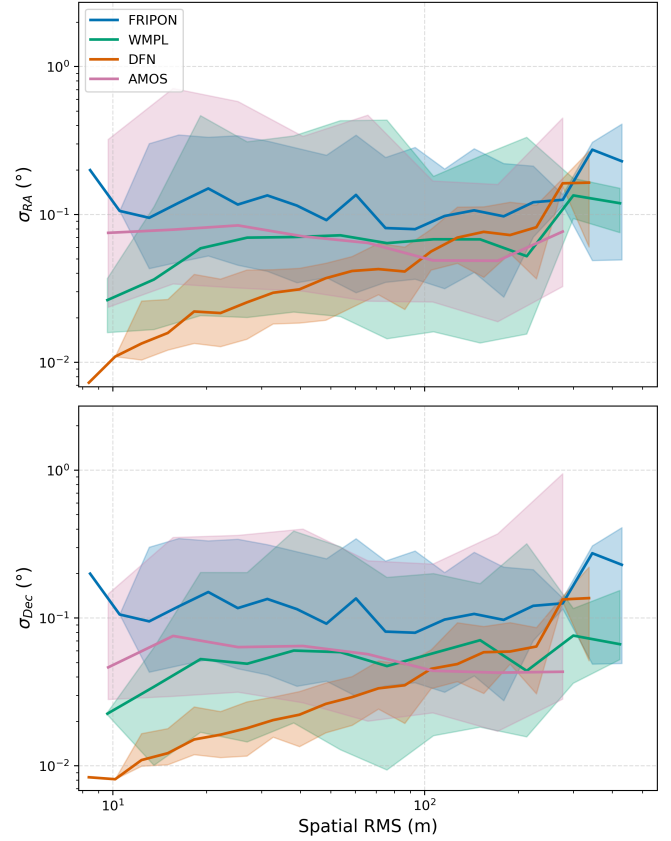 FRIPON
WMPL
DFN
AMOS
10⁰
10⁻¹
10⁻²
σ_RA (°)
10⁰
10⁻¹
10⁻²
σ_Dec (°)
10¹ 10²
Spatial RMS (m)